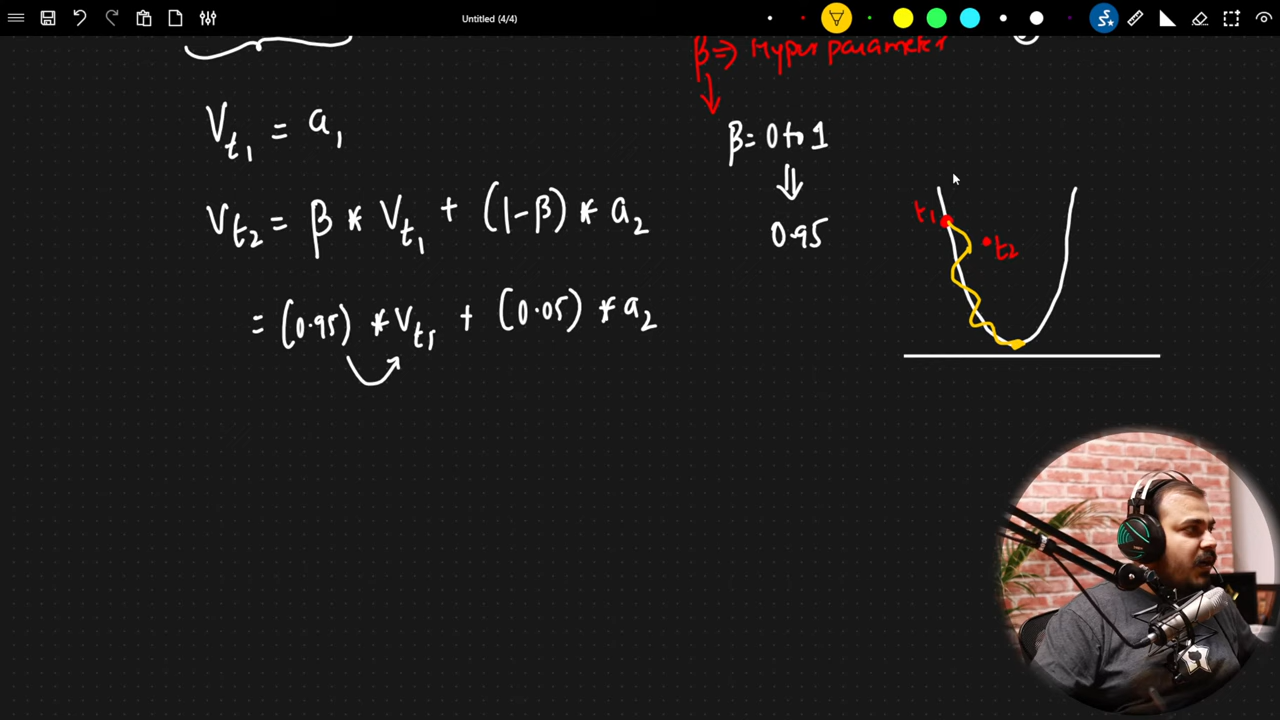 Untitled (4/4)
β => Hyper parameter
Vt1 = a1
β = 0 to 1
Vt2 = β * Vt1 + (1-β) * a2
0.95
t1
t2
= (0.95) * Vt1 + (0.05) * a2